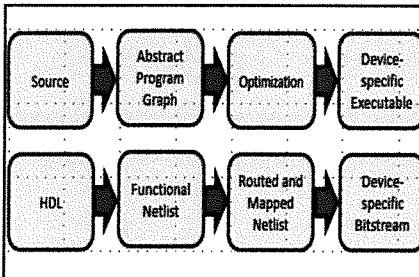 Source
Abstract
Program
Graph
Optimization
Device-
specific
Executable
HDL
Functional
Netlist
Routed and
Mapped
Netlist
Device-
specific
Bitstream